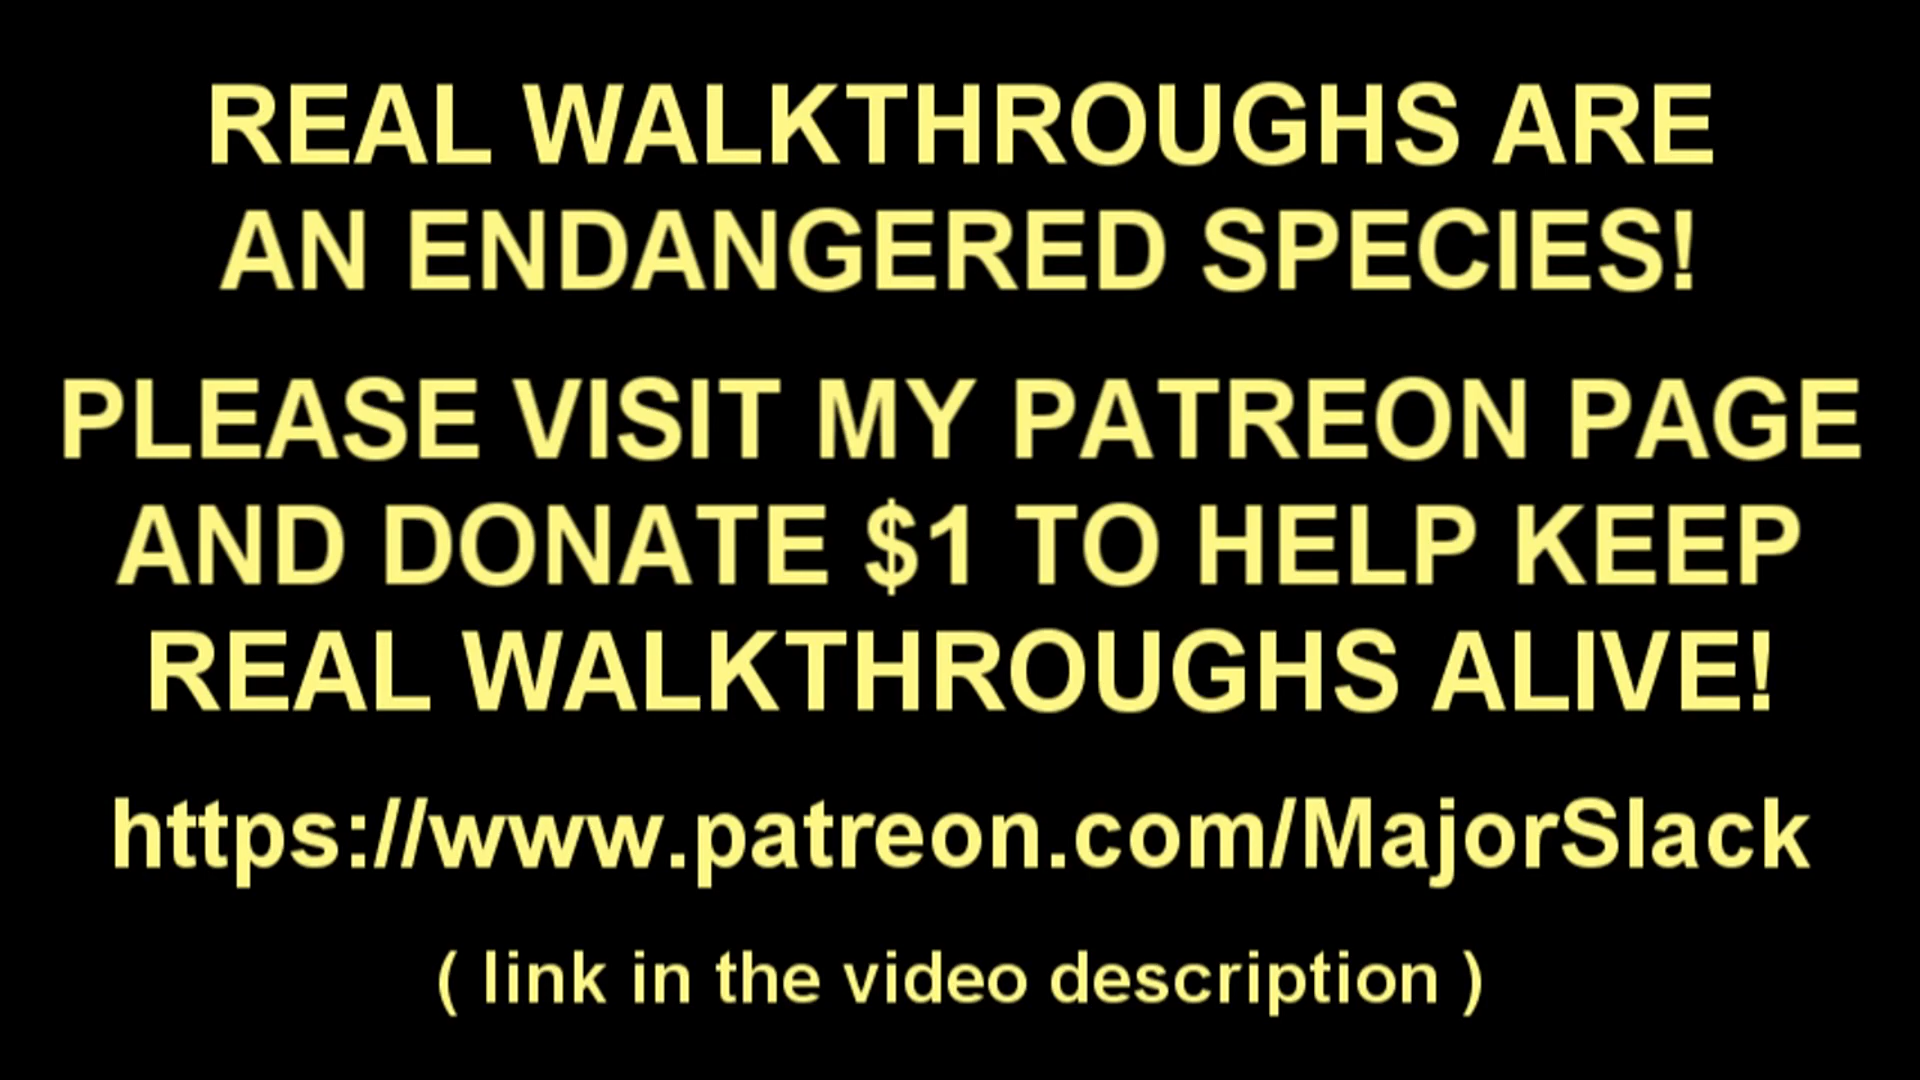 REAL WALKTHROUGHS ARE
AN ENDANGERED SPECIES!
PLEASE VISIT MY PATREON PAGE
AND DONATE $1 TO HELP KEEP
REAL WALKTHROUGHS ALIVE!
https://www.patreon.com/MajorSlack
( link in the video description )